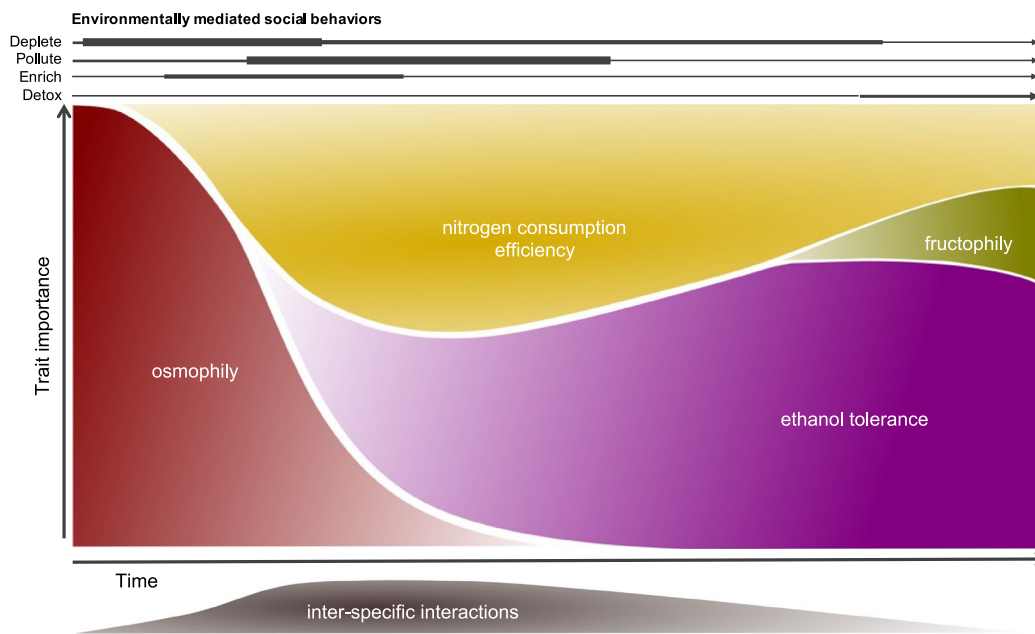 Environmentally mediated social behaviors
Deplete
Pollute
Enrich
Detox
Trait importance
nitrogen consumption
efficiency
fructophily
osmophily
ethanol tolerance
Time
inter-specific interactions